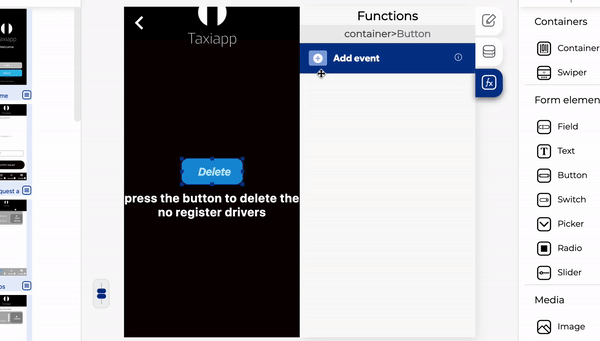 me
quest a
os
Taxiapp
Delete
press the button to delete the
no register drivers
Functions
container>Button
Add event
fx
Containers
Container
Swiper
Form elemen
Field
T
Text
Button
Switch
Picker
Radio
Slider
Media
Image